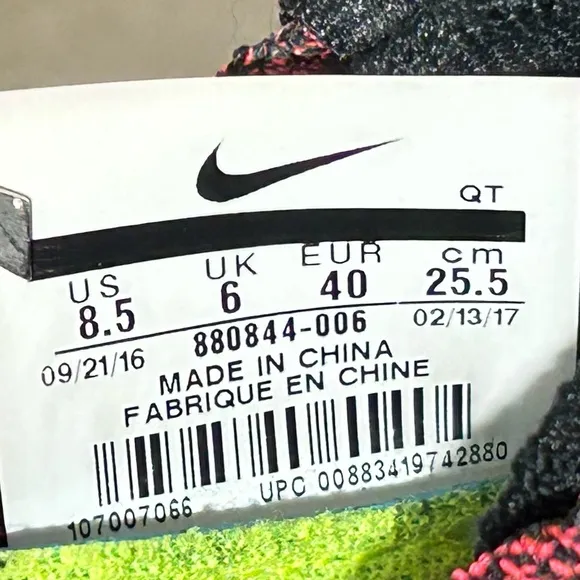 QT
US UK EUR cm
8.5 6 40 25.5
09/21/16 880844-006 02/13/17
MADE IN CHINA
FABRIQUE EN CHINE
107007066 UPC 00883419742880